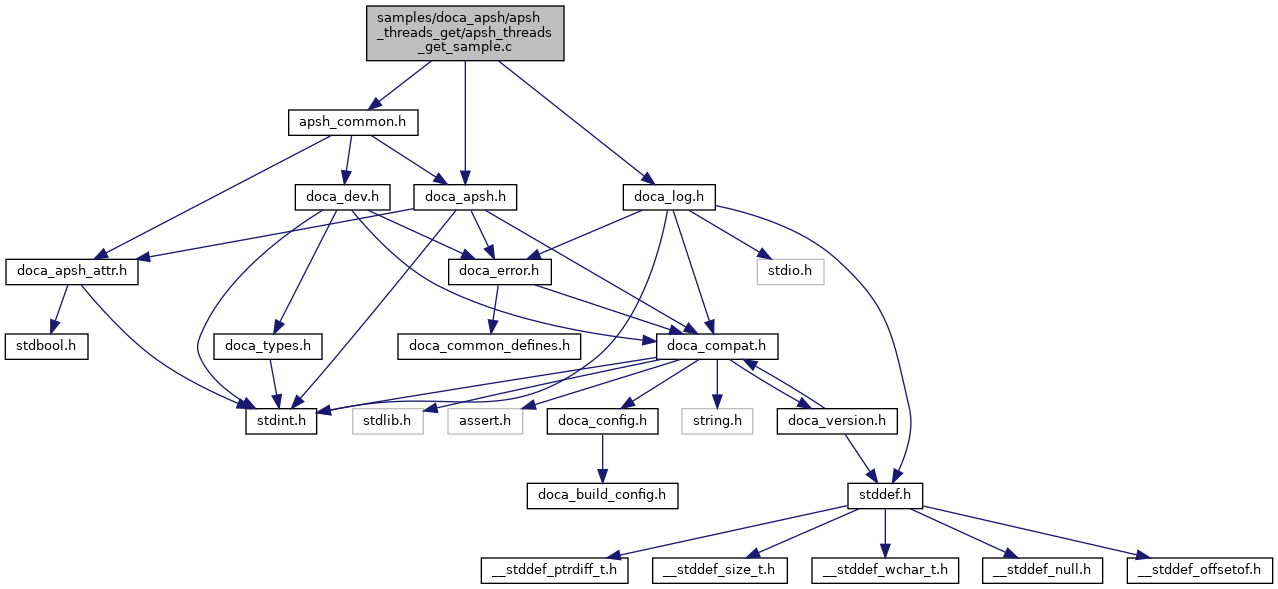 samples/doca_apsh/apsh
_threads_get/apsh_threads
_get_sample.c
apsh_common.h
doca_dev.h
doca_apsh.h
doca_log.h
doca_apsh_attr.h
doca_error.h
stdio.h
stdbool.h
doca_types.h
doca_common_defines.h
doca_compat.h
stdint.h
stdlib.h
assert.h
doca_config.h
string.h
doca_version.h
doca_build_config.h
stddef.h
__stddef_ptrdiff_t.h
__stddef_size_t.h
__stddef_wchar_t.h
__stddef_null.h
__stddef_offsetof.h